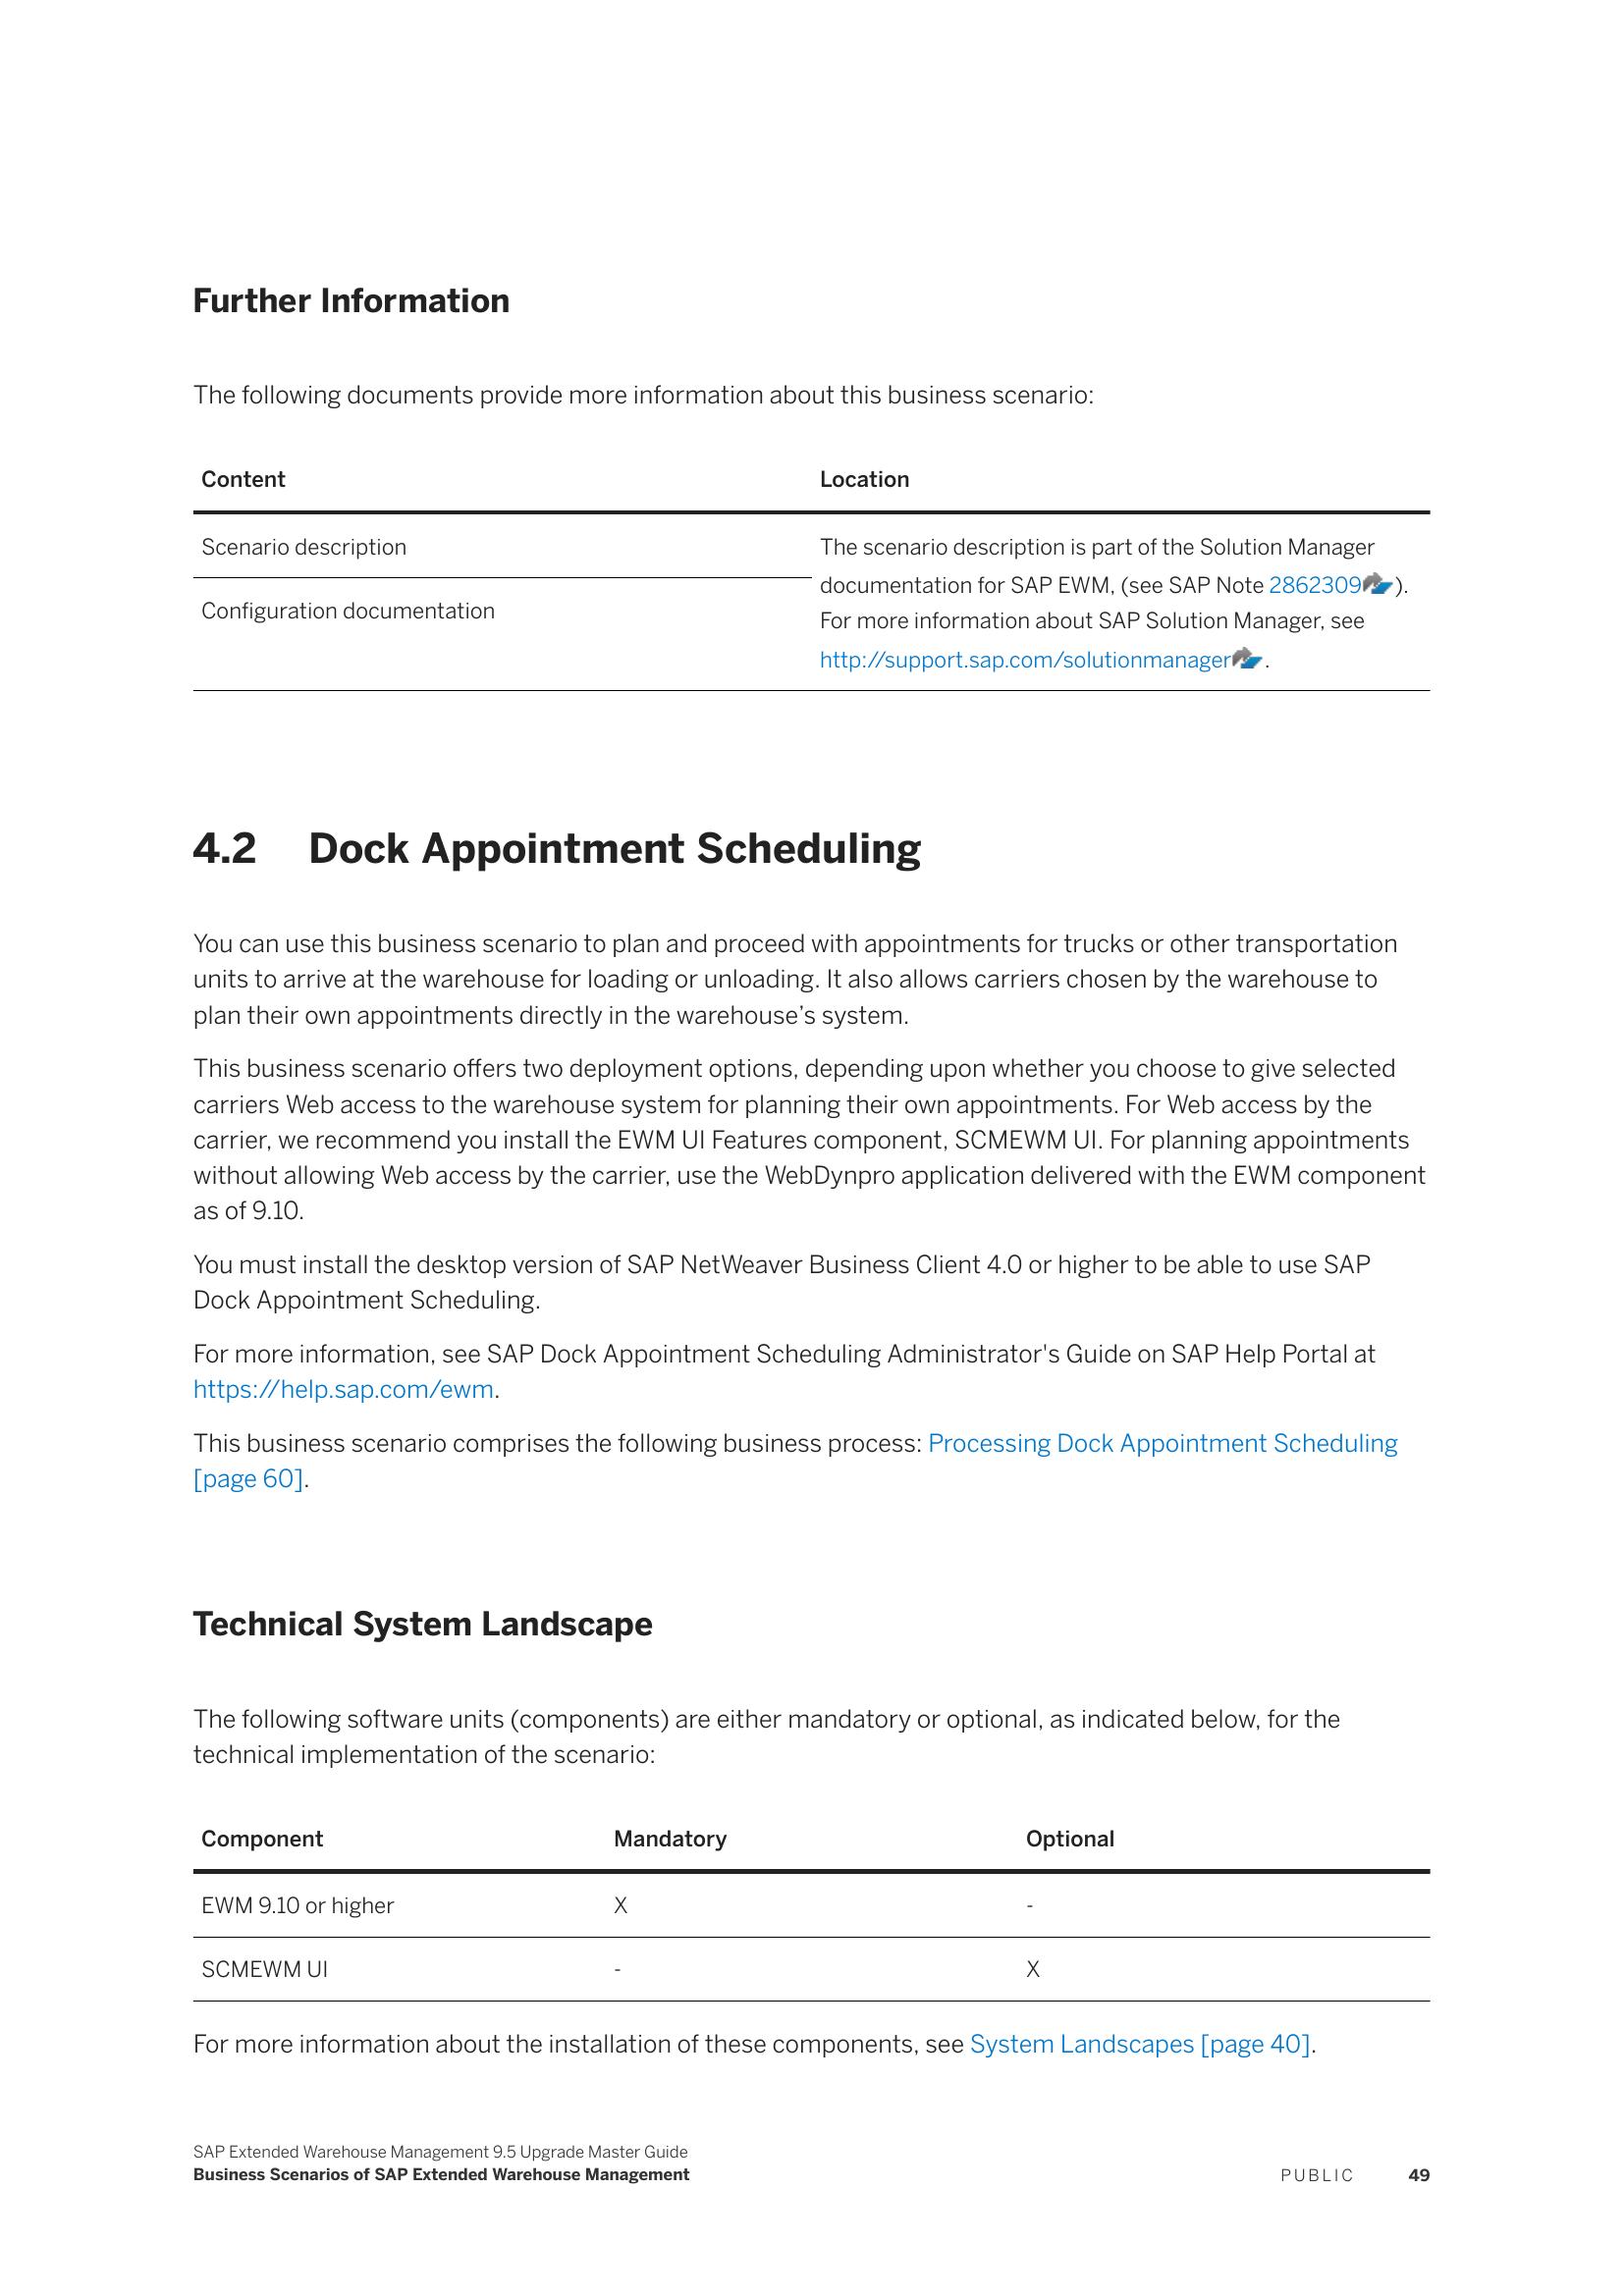 Further Information
The following documents provide more information about this business scenario:
Content Location
Scenario description
Configuration documentation
The scenario description is part of the Solution Manager
documentation for SAP EWM, (see SAP Note 2862309).
For more information about SAP Solution Manager, see
http://support.sap.com/solutionmanager.
4.2 Dock Appointment Scheduling
You can use this business scenario to plan and proceed with appointments for trucks or other transportation
units to arrive at the warehouse for loading or unloading. It also allows carriers chosen by the warehouse to
plan their own appointments directly in the warehouse’s system.
This business scenario offers two deployment options, depending upon whether you choose to give selected
carriers Web access to the warehouse system for planning their own appointments. For Web access by the
carrier, we recommend you install the EWM UI Features component, SCMEWM UI. For planning appointments
without allowing Web access by the carrier, use the WebDynpro application delivered with the EWM component
as of 9.10.
You must install the desktop version of SAP NetWeaver Business Client 4.0 or higher to be able to use SAP
Dock Appointment Scheduling.
For more information, see SAP Dock Appointment Scheduling Administrator's Guide on SAP Help Portal at
https://help.sap.com/ewm.
This business scenario comprises the following business process: Processing Dock Appointment Scheduling
[page 60].
Technical System Landscape
The following software units (components) are either mandatory or optional, as indicated below, for the
technical implementation of the scenario:
Component Mandatory Optional
EWM 9.10 or higher X -
SCMEWM UI - X
For more information about the installation of these components, see System Landscapes [page 40].
SAP Extended Warehouse Management 9.5 Upgrade Master Guide
Business Scenarios of SAP Extended Warehouse Management PUBLIC 49